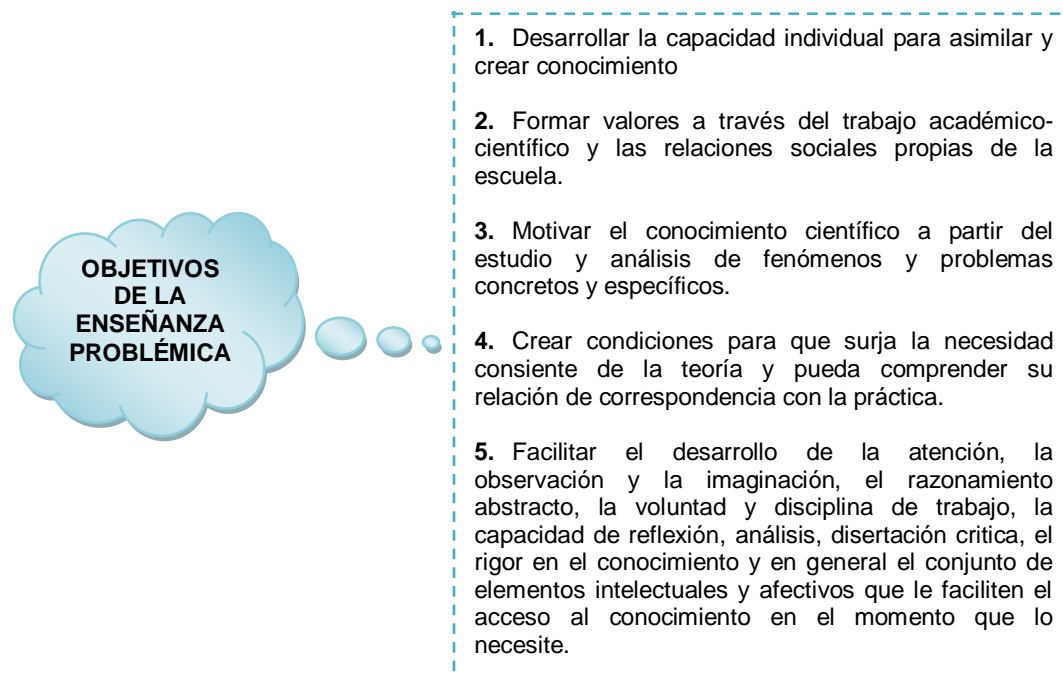 OBJETIVOS
DE LA
ENSEÑANZA
PROBLÉMICA
1. Desarrollar la capacidad individual para asimilar y
crear conocimiento
2. Formar valores a través del trabajo académico-
científico y las relaciones sociales propias de la
escuela.
3. Motivar el conocimiento científico a partir del
estudio y análisis de fenómenos y problemas
concretos y específicos.
4. Crear condiciones para que surja la necesidad
consiente de la teoría y pueda comprender su
relación de correspondencia con la práctica.
5. Facilitar el desarrollo de la atención, la
observación y la imaginación, el razonamiento
abstracto, la voluntad y disciplina de trabajo, la
capacidad de reflexión, análisis, disertación critica, el
rigor en el conocimiento y en general el conjunto de
elementos intelectuales y afectivos que le faciliten el
acceso al conocimiento en el momento que lo
necesite.